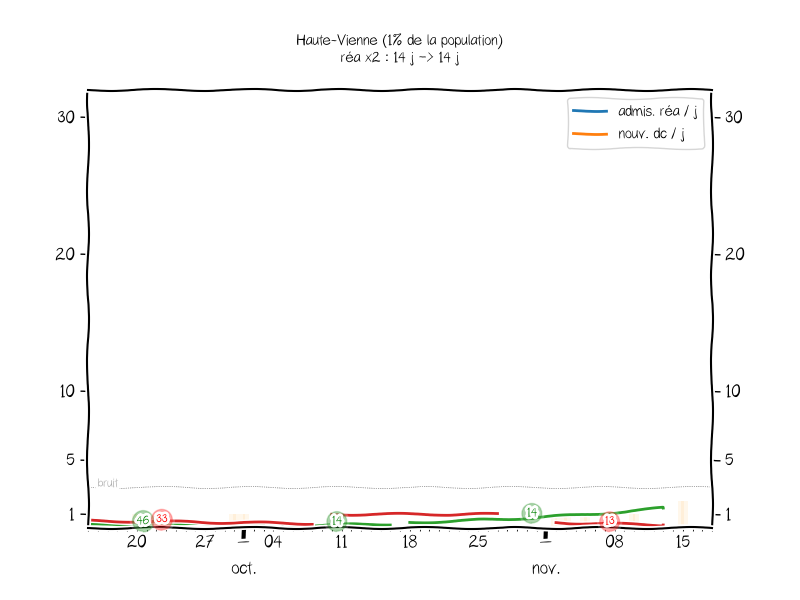 Haute-Vienne (1% de la population)
réa x2 : 14 j -> 14 j
admis. réa / j
nouv. dc / j
30 30
20 20
10 10
5 5
bruit
1 1
46 33 14 14 13
20 27 1 04 11 18 25 1 08 15
oct. nov.